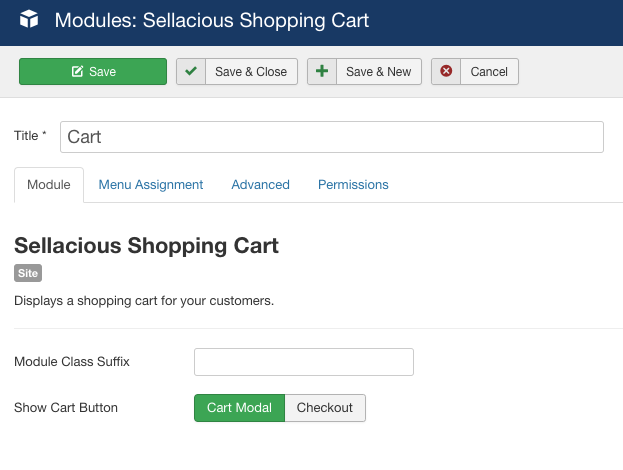 Modules: Sellacious Shopping Cart
Save
Save & Close
Save & New
Cancel
Title *
Cart
Module
Menu Assignment
Advanced
Permissions
Sellacious Shopping Cart
Site
Displays a shopping cart for your customers.
Module Class Suffix
Show Cart Button
Cart Modal
Checkout